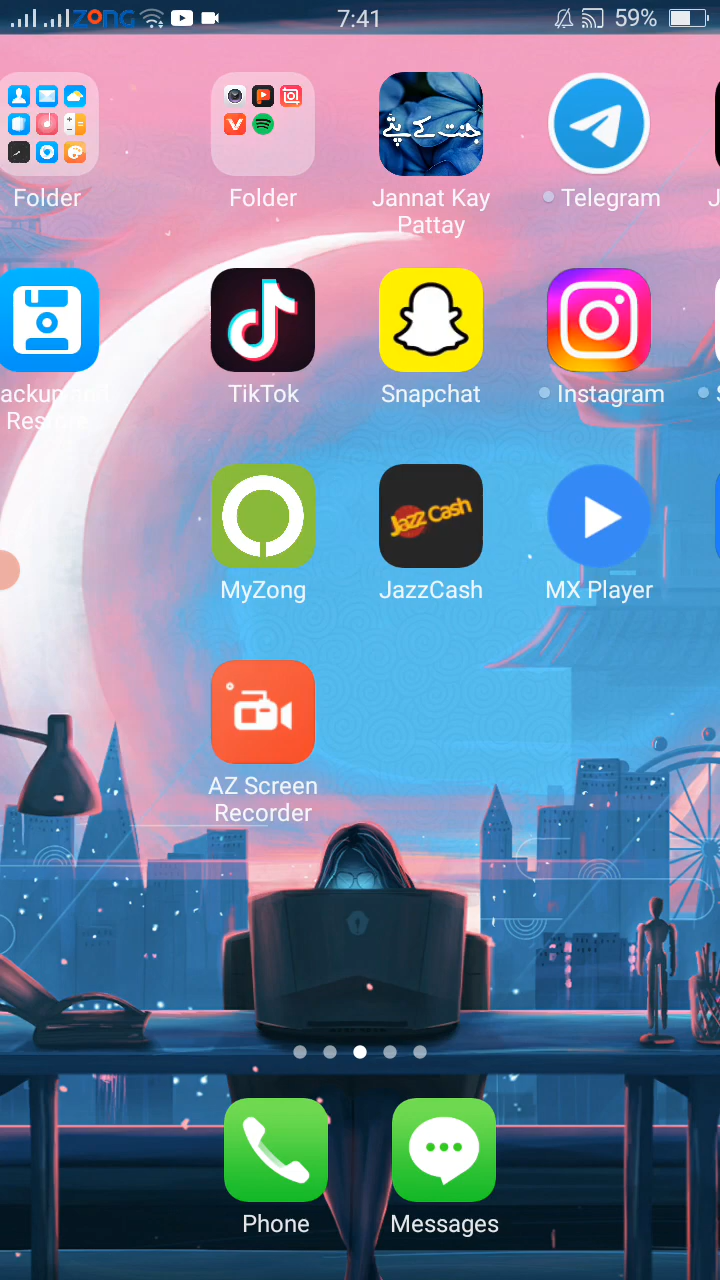 ZONG 7:41 59%
Folder Folder Jannat Kay Pattay Telegram
جنت کے پتے
Restore TikTok Snapchat Instagram
MyZong JazzCash MX Player
Jazz Cash
AZ Screen
Recorder
Phone Messages